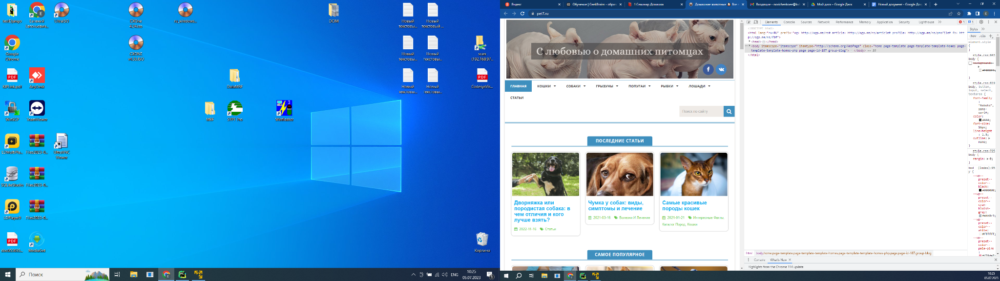 testDjango
Евгений
Евгеньевич...
UltraISO
CXOne
4.24.iso
ru_windows...
DCIM
Новый
текстовы...
Новый
текстовый ...
Google
Chrome
CXONE
v4.33.ISO
Новый
текстовы...
Новый
текстовы...
scan
(192.168.97...
KIPLink.pdf
AnyDesk
DataMBF
Новый
текстовы...
Новый
текстовы...
CodesysVis...
WinSCP
TeamViewer
MBF
SYPT Pro
Winflasher
LDMultiPla...
Files2023-0...
UltraVNC
Viewer
SQLiteStudio
Files2023-0...
LDPlayer9
Files2023-0...
doc055035...
MediaGet
Корзина
Поиск
ENG
10:25
05.07.2023
Яндекс
Обучение | GeekBrains - образ
1 Семинар Домашка
Домашние животные
Все п
Входящие - novichenkoee@ku
Мой диск – Google Диск
Новый документ - Google До
pet7.ru
С любовью о домашних питомцах
ГЛАВНАЯ
КОШКИ
СОБАКИ
ГРЫЗУНЫ
ПОПУГАИ
РЫБКИ
ЛОШАДИ
СТАТЬИ
Поиск по сайту
ПОСЛЕДНИЕ СТАТЬИ
Дворняжка или
породистая собака: в
чем отличия и кого
лучше взять?
2022-11-16 Статьи
Чумка у собак: виды,
симптомы и лечение
2021-03-16 Болезни И Лечение
Самые красивые
породы кошек
2021-01-21 Интересные Факты,
Каталог Пород, Кошки
САМОЕ ПОПУЛЯРНОЕ
Elements Console Sources Network Performance Memory Application Security Lighthouse
1 1
<!DOCTYPE html>
<html lang="ru-RU" prefix="og: http://ogp.me/ns# article: http://ogp.me/ns/article# profile: http://ogp.me/ns/profile# fb: htt
p://ogp.me/ns/fb#">
<head> </head>
<body itemscope="itemscope" itemtype="http://schema.org/WebPage" class="home page-template page-template-template-homes page-
template-template-homes-php page page-id-187 group-blog"> </body> == $0
</html>
Styles
:hov .cls
element.style
{
}
style.css:843
body {
background:
}
style.css:819
body, button,
input, select,
textarea {
font-family
:
"Roboto",
sans-
serif;
color:
#444;
font-size:
16px;
line-height
: 1.5;
outline:
none;
}
style.css:725
body {
margin: 0;
}
bod (index):95
y {
--wp--
preset--
color--
black:
#000000;
--wp--
preset--
color--
cyan-
bluish-
gray:
#abb8c3;
--wp--
preset--
color--
white:
#ffffff;
--wp--
preset--
color--
pale-pink
:
html body.home.page-template.page-template-template-homes.page-template-template-homes-php.page.page-id-187.group-blog
Console What's New
Highlights from the Chrome 114 update
10:25
05.07.2023